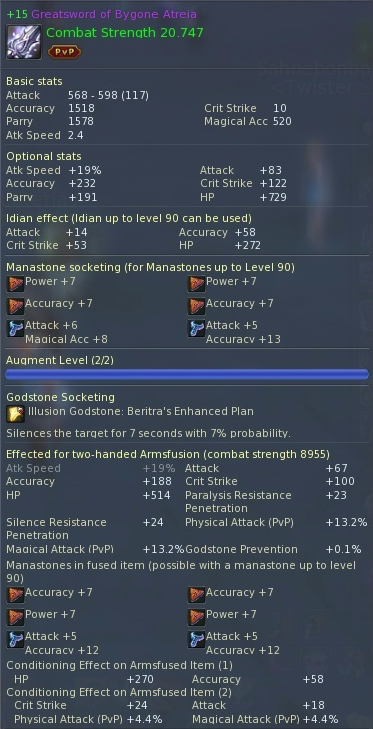 +15 Greatsword of Bygone Atreia
Combat Strength 20.747
PvP
Basic stats
Attack 568 - 598 (117)
Accuracy 1518 Crit Strike 10
Parry 1578 Magical Acc 520
Atk Speed 2.4
Optional stats
Atk Speed +19% Attack +83
Accuracy +232 Crit Strike +122
Parry +191 HP +729
Idian effect (Idian up to level 90 can be used)
Attack +14 Accuracy +58
Crit Strike +53 HP +272
Manastone socketing (for Manastones up to Level 90)
Power +7 Power +7
Accuracy +7 Accuracy +7
Attack +6 Attack +5
Magical Acc +8 Accuracy +13
Augment Level (2/2)
Godstone Socketing
Illusion Godstone: Beritra's Enhanced Plan
Silences the target for 7 seconds with 7% probability.
Effected for two-handed Armsfusion (combat strength 8955)
Atk Speed +19% Attack +67
Accuracy +188 Crit Strike +100
HP +514 Paralysis Resistance +23
Penetration
Silence Resistance +24 Physical Attack (PvP) +13.2%
Penetration
Magical Attack (PvP) +13.2% Godstone Prevention +0.1%
Manastones in fused item (possible with a manastone up to level
90)
Accuracy +7 Accuracy +7
Power +7 Power +7
Attack +5 Attack +5
Accuracy +12 Accuracy +12
Conditioning Effect on Armsfused Item (1)
HP +270 Accuracy +58
Conditioning Effect on Armsfused Item (2)
Crit Strike +24 Attack +18
Physical Attack (PvP) +4.4% Magical Attack (PvP) +4.4%